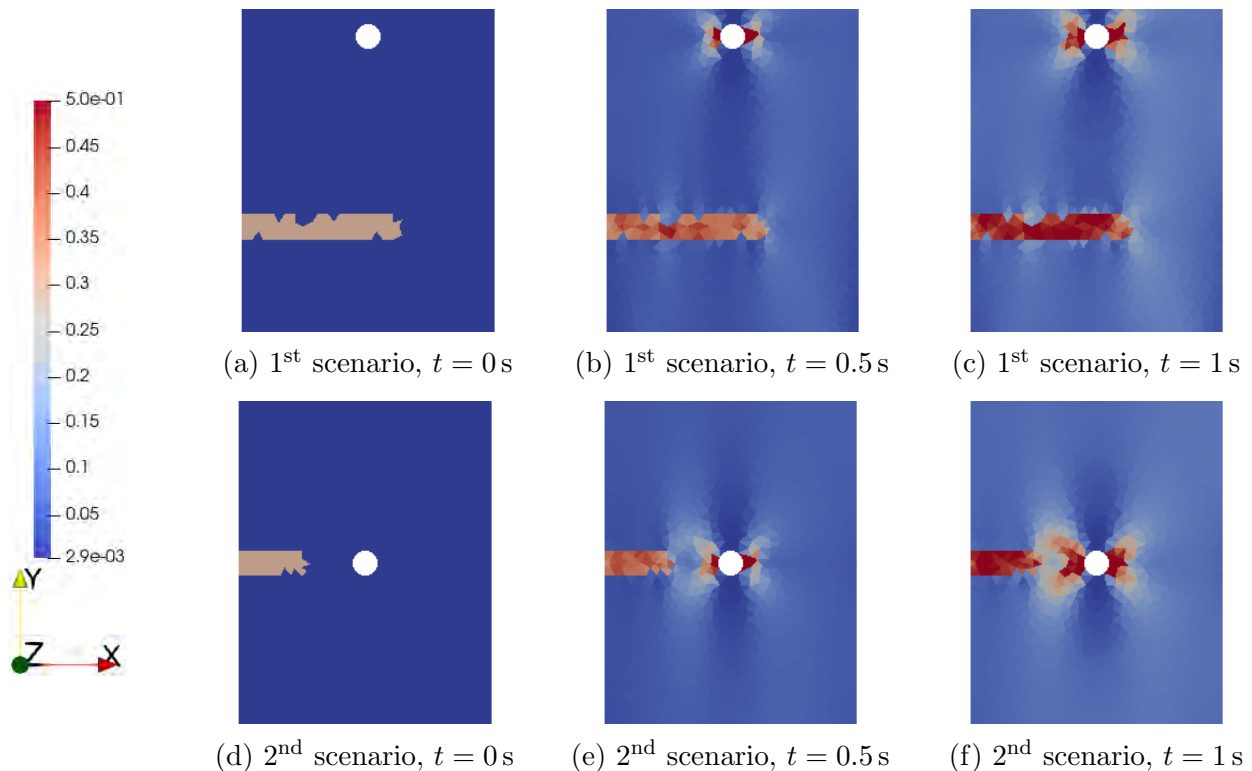 5.0e-01
0.45
0.4
0.35
0.3
0.25
0.2
0.15
0.1
0.05
2.9e-03
Y
Z
X
(a) 1st scenario, t = 0 s
(b) 1st scenario, t = 0.5 s
(c) 1st scenario, t = 1 s
(d) 2nd scenario, t = 0 s
(e) 2nd scenario, t = 0.5 s
(f) 2nd scenario, t = 1 s